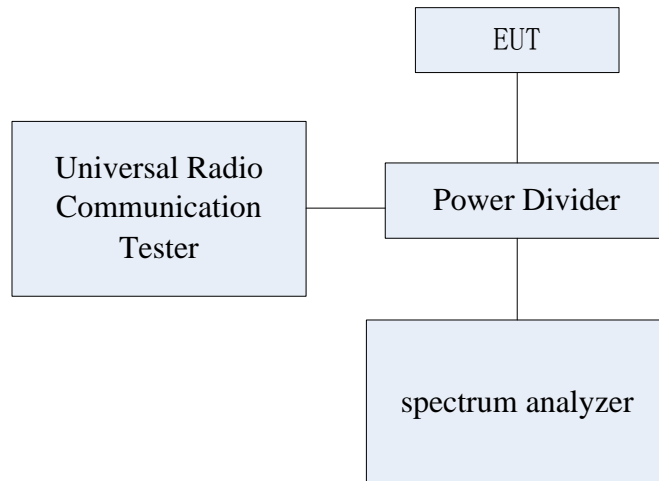 EUT
Universal Radio
Communication
Tester
Power Divider
spectrum analyzer